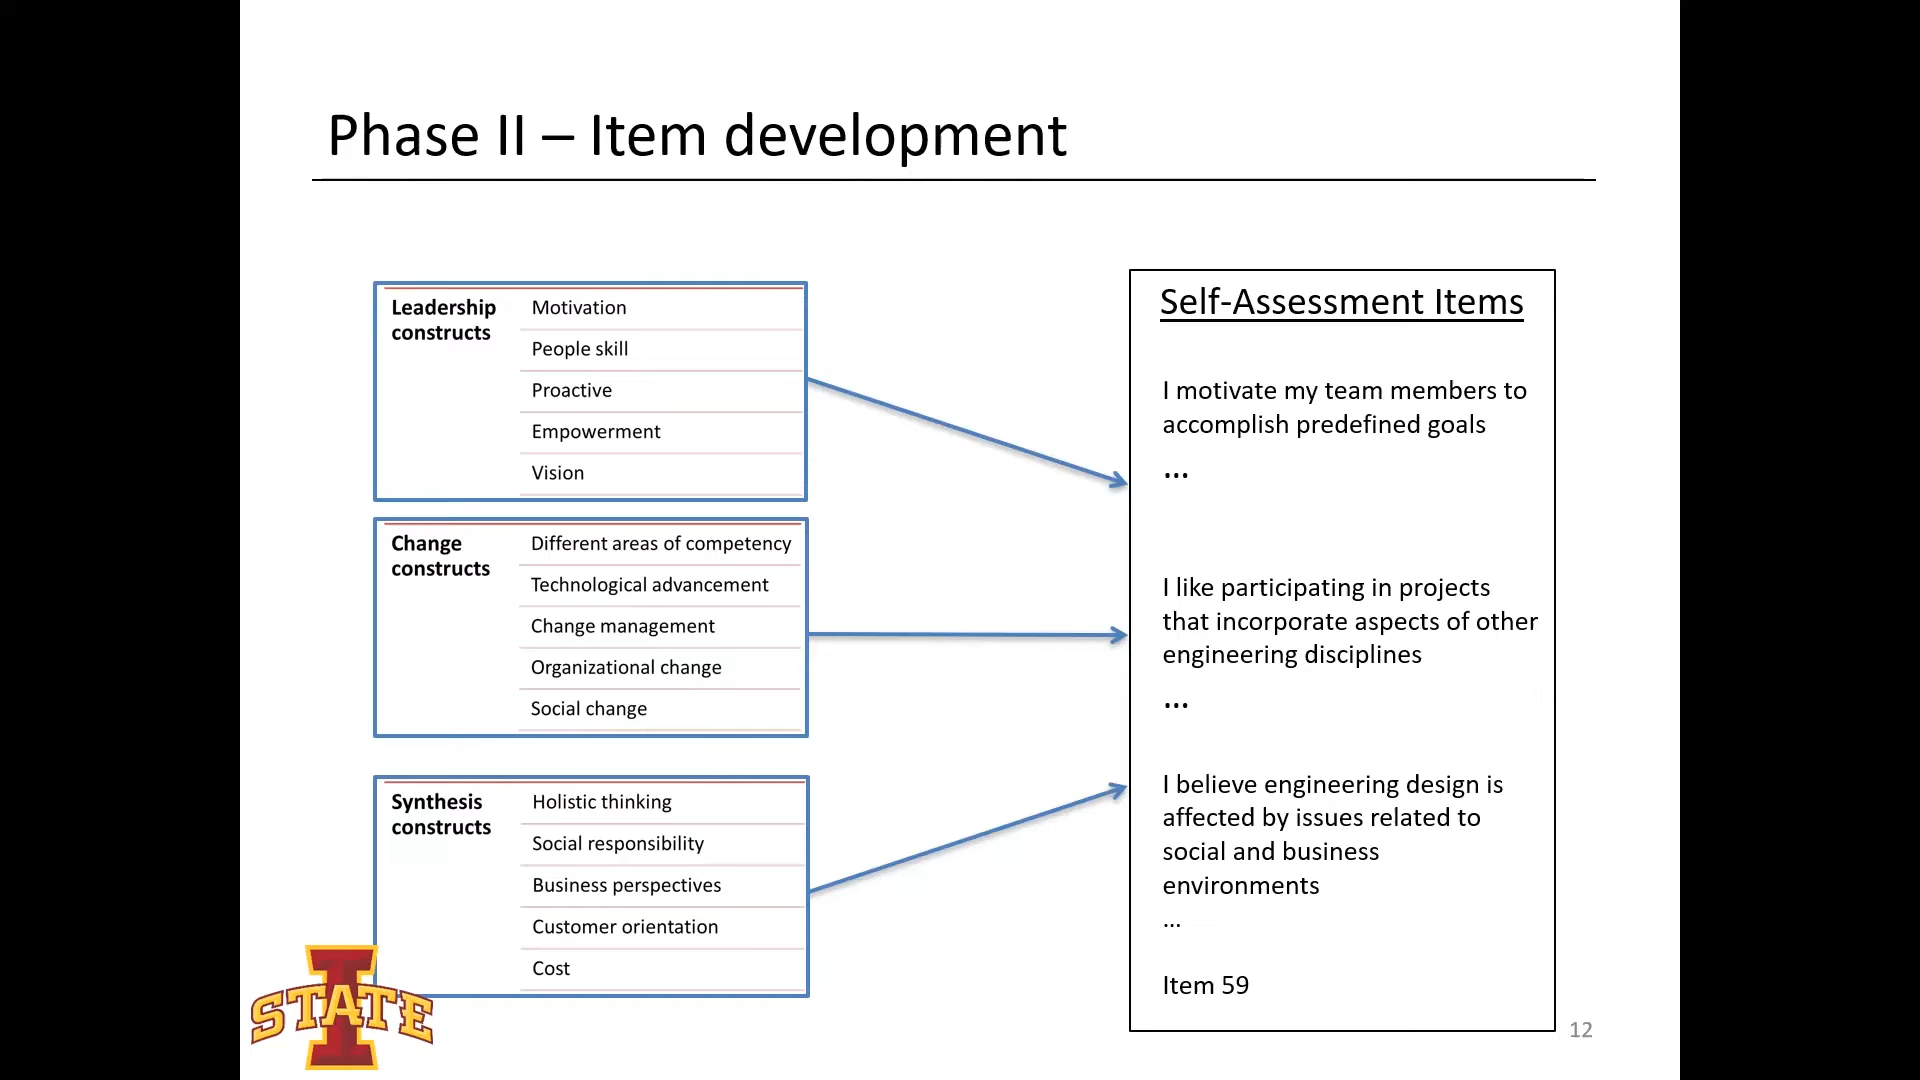 Phase II – Item development
Leadership
constructs
Motivation
People skill
Proactive
Empowerment
Vision
Change
constructs
Different areas of competency
Technological advancement
Change management
Organizational change
Social change
Synthesis
constructs
Holistic thinking
Social responsibility
Business perspectives
Customer orientation
Cost
Self-Assessment Items
I motivate my team members to
accomplish predefined goals
...
I like participating in projects
that incorporate aspects of other
engineering disciplines
...
I believe engineering design is
affected by issues related to
social and business
environments
...
Item 59
I
STATE
12